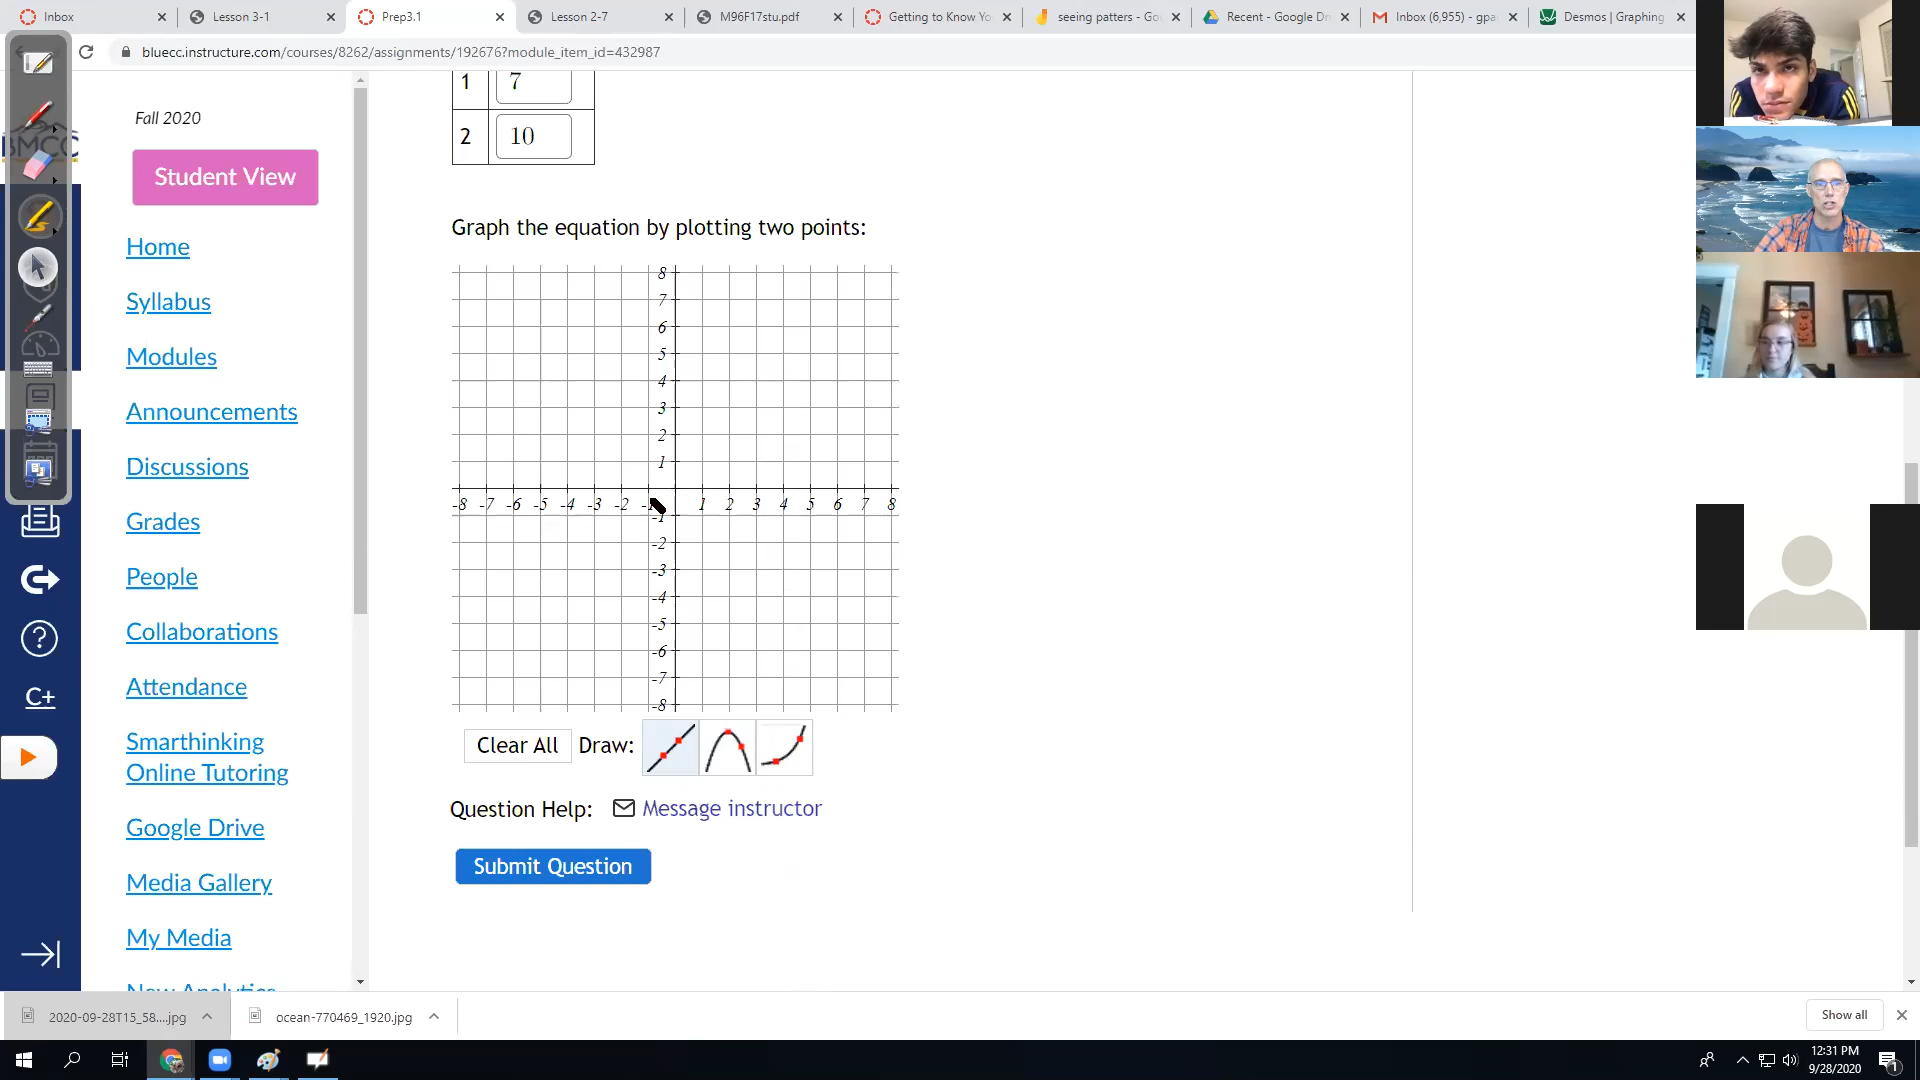 Inbox
Lesson 3-1
Prep3.1
Lesson 2-7
M96F17stu.pdf
Getting to Know Yo
seeing patters - Go
Recent - Google Dr
Inbox (6,955) - gpa
Desmos | Graphing
bluecc.instructure.com/courses/8262/assignments/192676?module_item_id=432987
Fall 2020
Student View
Home
Syllabus
Modules
Announcements
Discussions
Grades
People
Collaborations
Attendance
Smarthinking
Online Tutoring
Google Drive
Media Gallery
My Media
New Analytics
BMCC
C+
1 7
2 10
Graph the equation by plotting two points:
8
7
6
5
4
3
2
1
-8 -7 -6 -5 -4 -3 -2 -1 1 2 3 4 5 6 7 8
-1
-2
-3
-4
-5
-6
-7
-8
Clear All Draw:
Question Help: Message instructor
Submit Question
2020-09-28T15_58....jpg
ocean-770469_1920.jpg
Show all
12:31 PM
9/28/2020
1